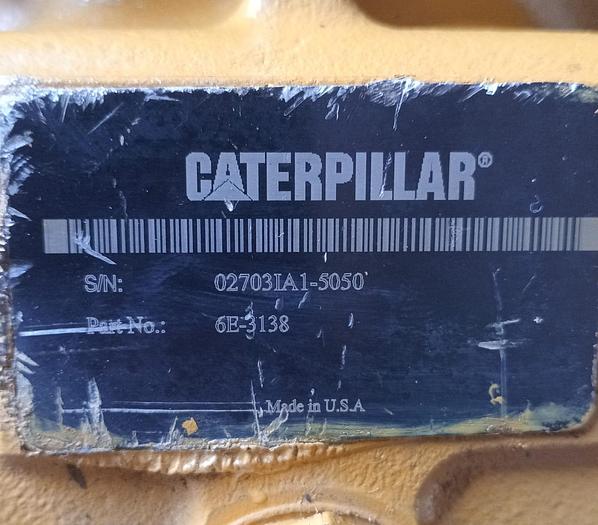 CATERPILLAR®
S/N: 02703IA1-5050
Part No.: 6E-3138
Made in U.S.A